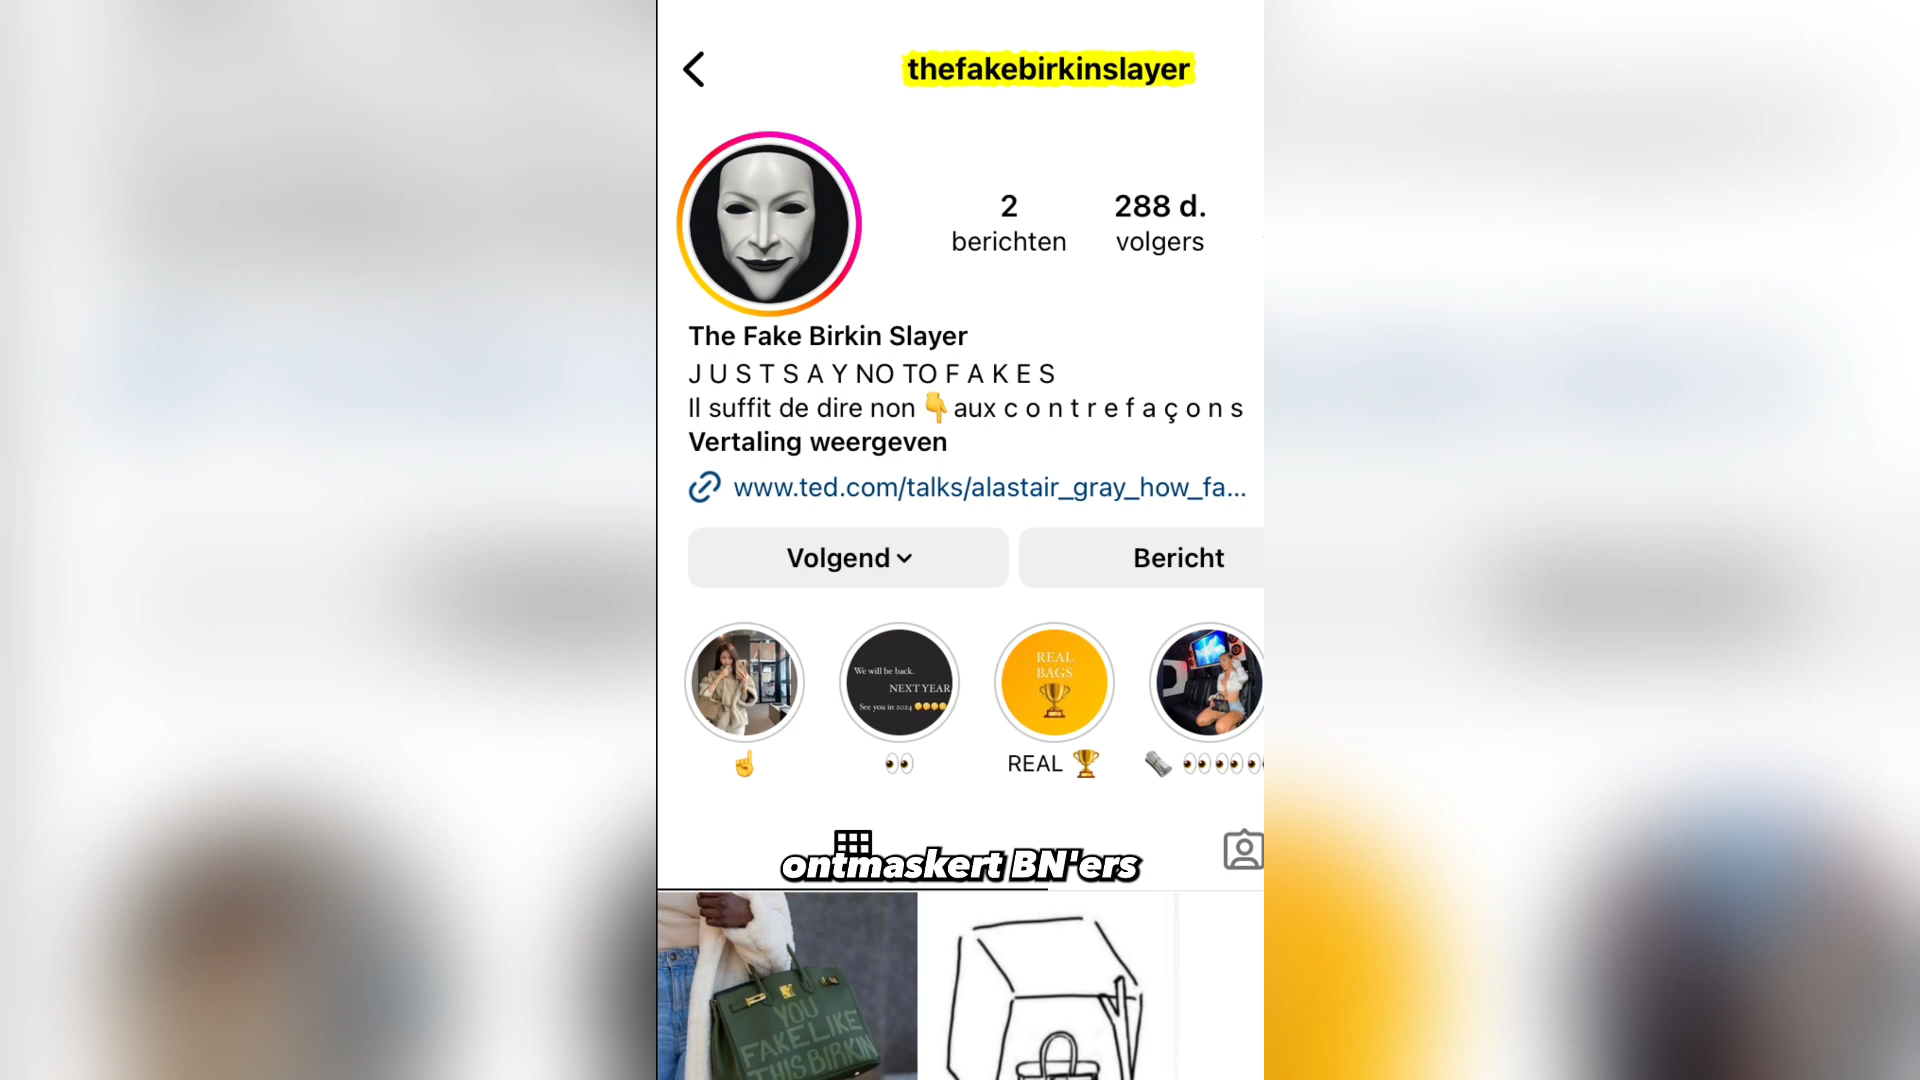 thefakebirkinslayer
2 288 d.
berichten volgers
The Fake Birkin Slayer
J U S T S A Y NO TO F A K E S
Il suffit de dire non 👇 aux c o n t r e f a ç o n s
Vertaling weergeven
www.ted.com/talks/alastair_gray_how_fa...
Volgend Bericht
We will be back.
NEXT YEAR
See you in 2024
REAL
BAGS
REAL 🏆
ontmaskert BN'ers
YOU
FAKE LIKE
THIS BIRKIN